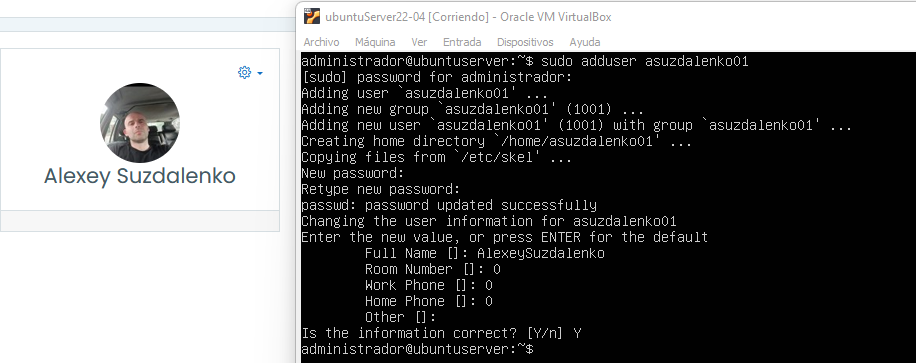 Alexey Suzdalenko
ubuntuServer22-04 [Corriendo] - Oracle VM VirtualBox
Archivo Máquina Ver Entrada Dispositivos Ayuda
administrador@ubuntuserver:~$ sudo adduser asuzdalenko01
[sudo] password for administrador:
Adding user `asuzdalenko01' ...
Adding new group `asuzdalenko01' (1001) ...
Adding new user `asuzdalenko01' (1001) with group `asuzdalenko01' ...
Creating home directory `/home/asuzdalenko01' ...
Copying files from `/etc/skel' ...
New password:
Retype new password:
passwd: password updated successfully
Changing the user information for asuzdalenko01
Enter the new value, or press ENTER for the default
Full Name []: AlexeySuzdalenko
Room Number []: 0
Work Phone []: 0
Home Phone []: 0
Other []:
Is the information correct? [Y/n] Y
administrador@ubuntuserver:~$